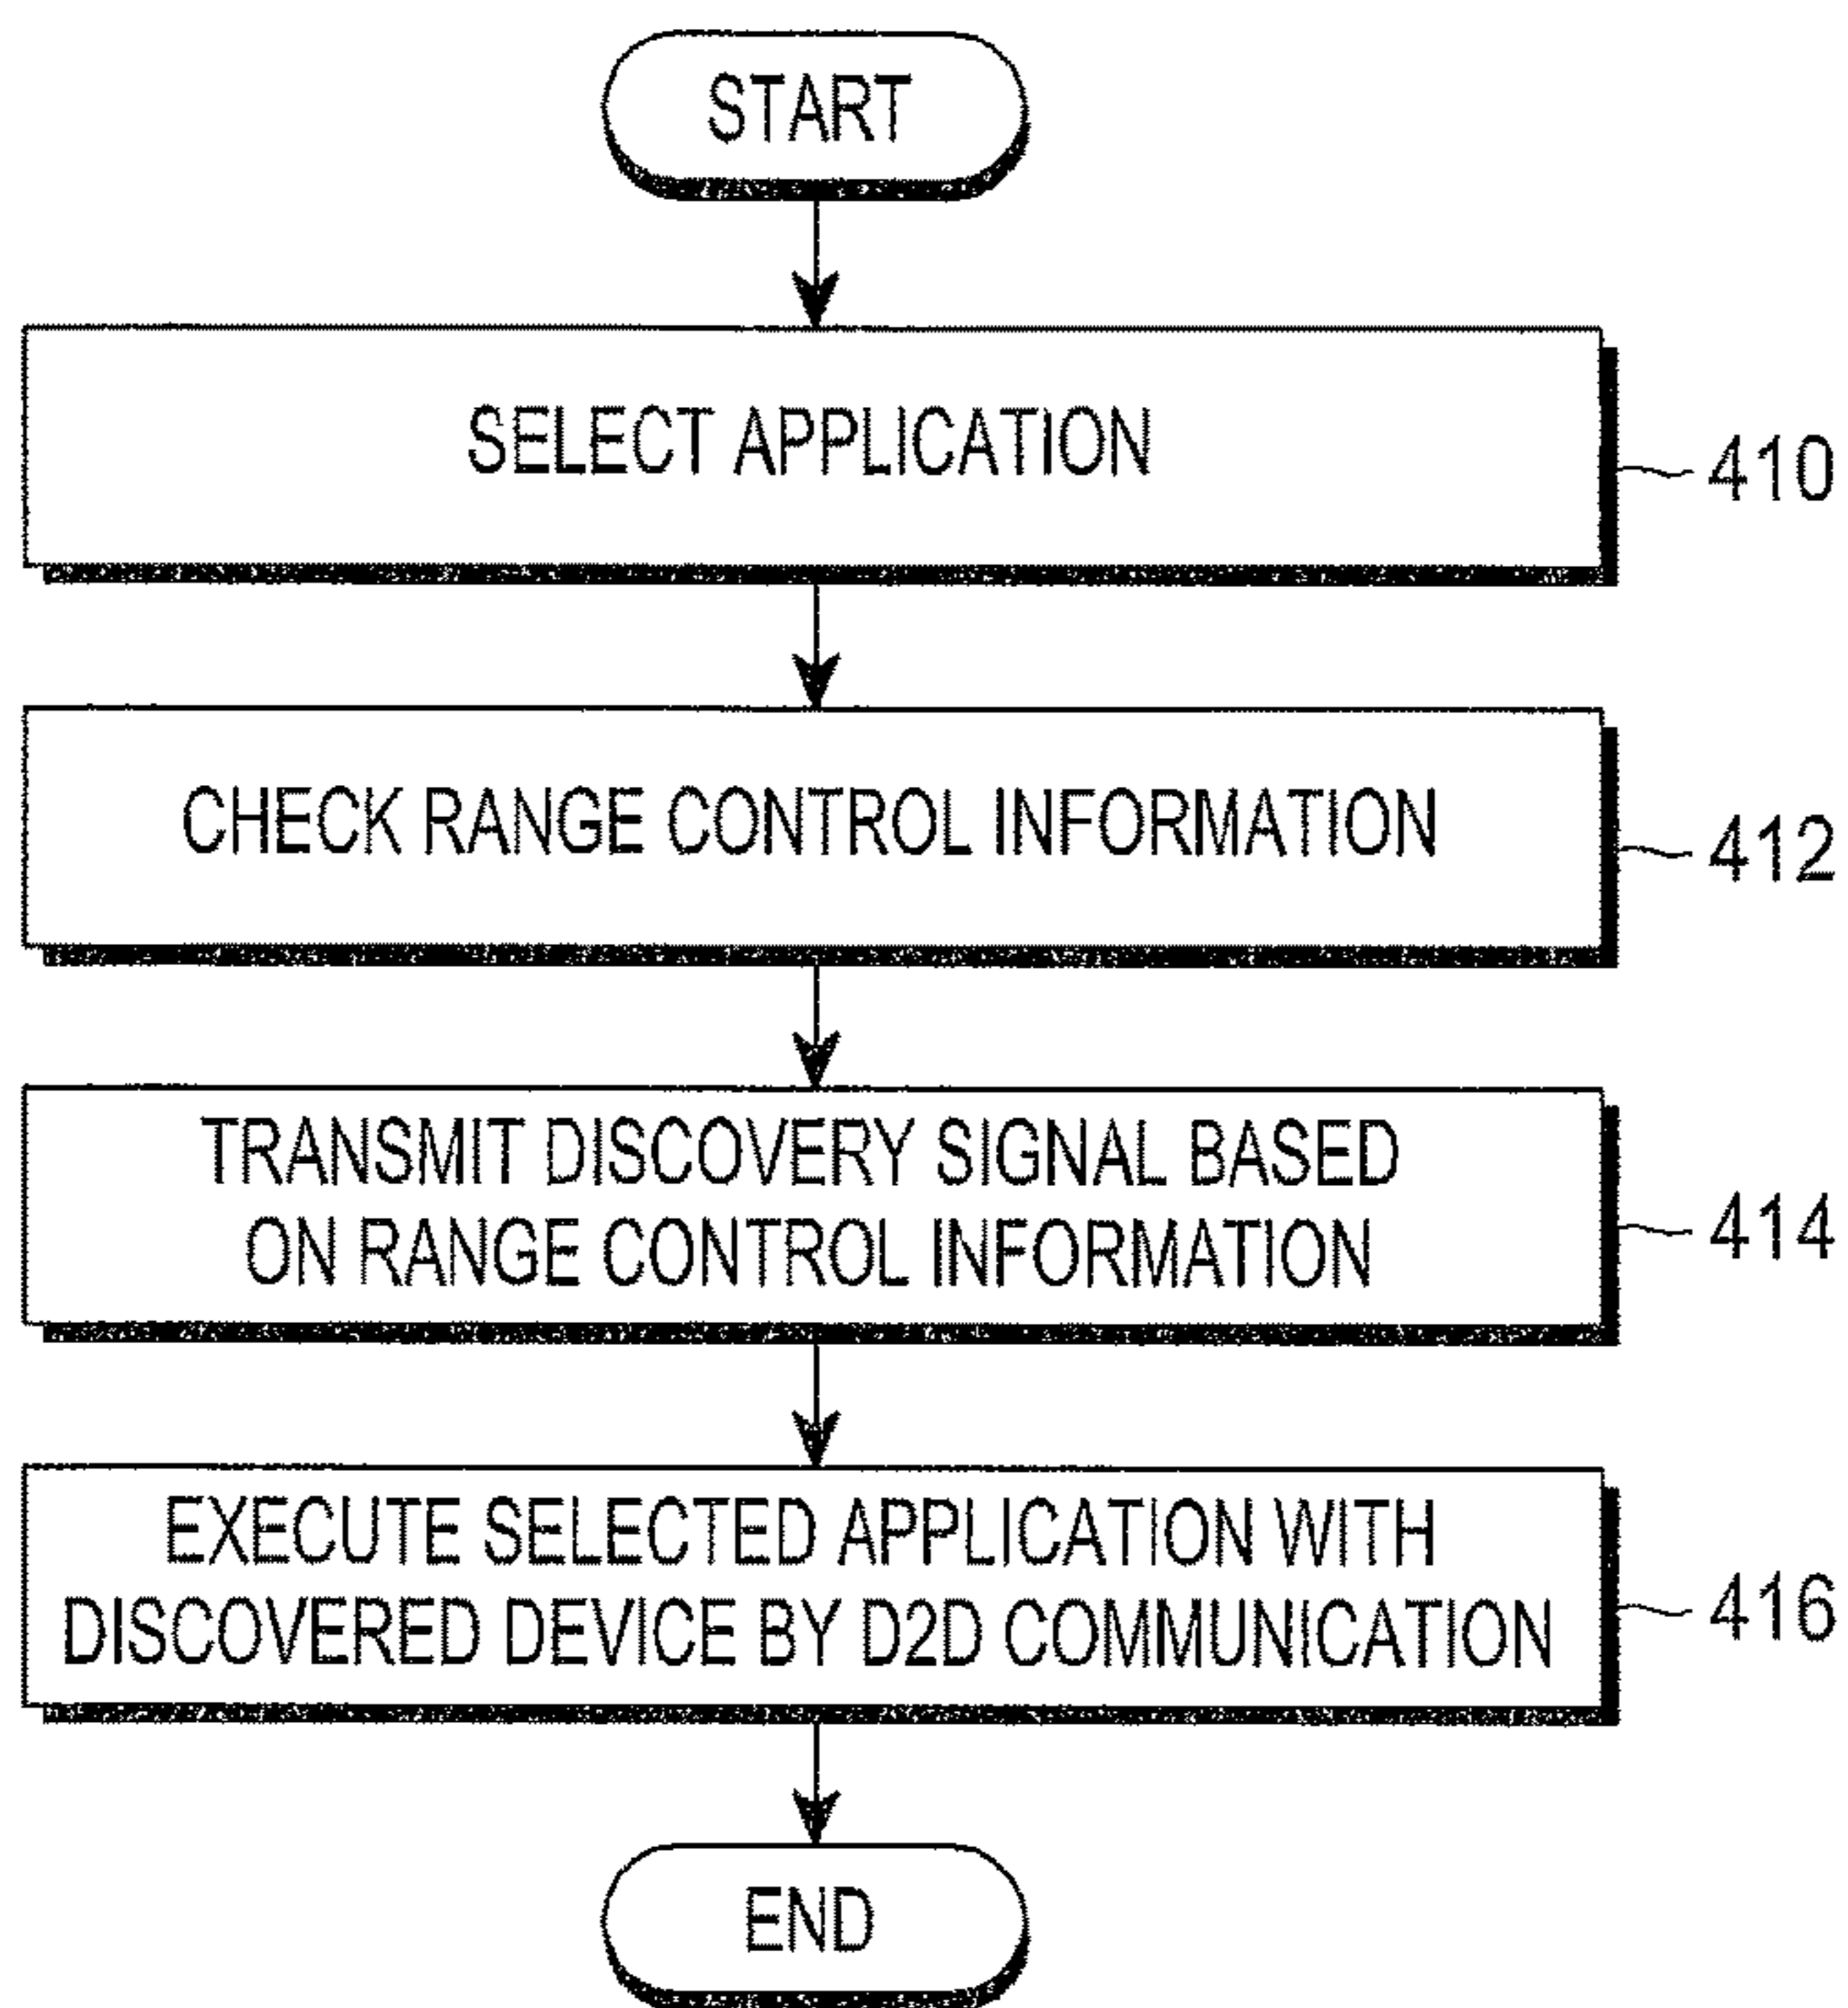 START
SELECT APPLICATION
410
CHECK RANGE CONTROL INFORMATION
412
TRANSMIT DISCOVERY SIGNAL BASED
ON RANGE CONTROL INFORMATION
414
EXECUTE SELECTED APPLICATION WITH
DISCOVERED DEVICE BY D2D COMMUNICATION
416
END